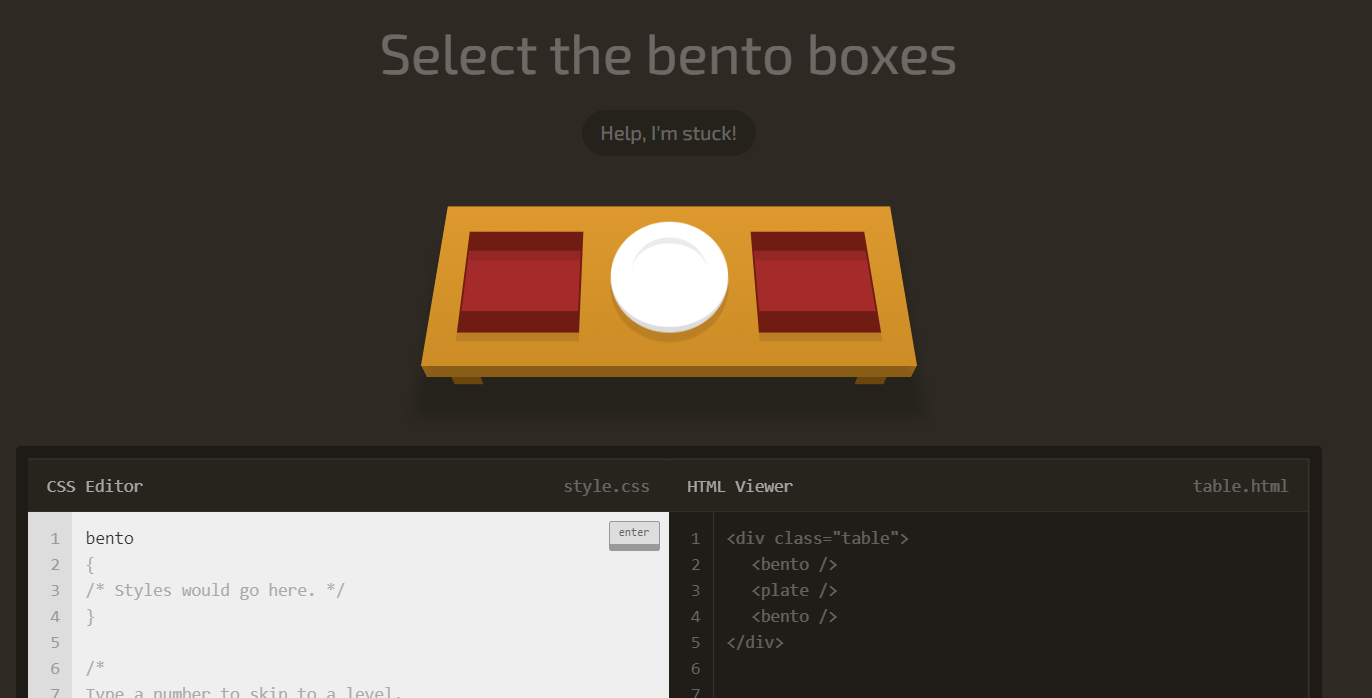 Select the bento boxes
Help, I'm stuck!
CSS Editor style.css
HTML Viewer table.html
1 bento enter
2 {
3 /* Styles would go here. */
4 }
5
6 /*
7 Type a number to skip to a level.
1 <div class="table">
2 <bento />
3 <plate />
4 <bento />
5 </div>
6
7